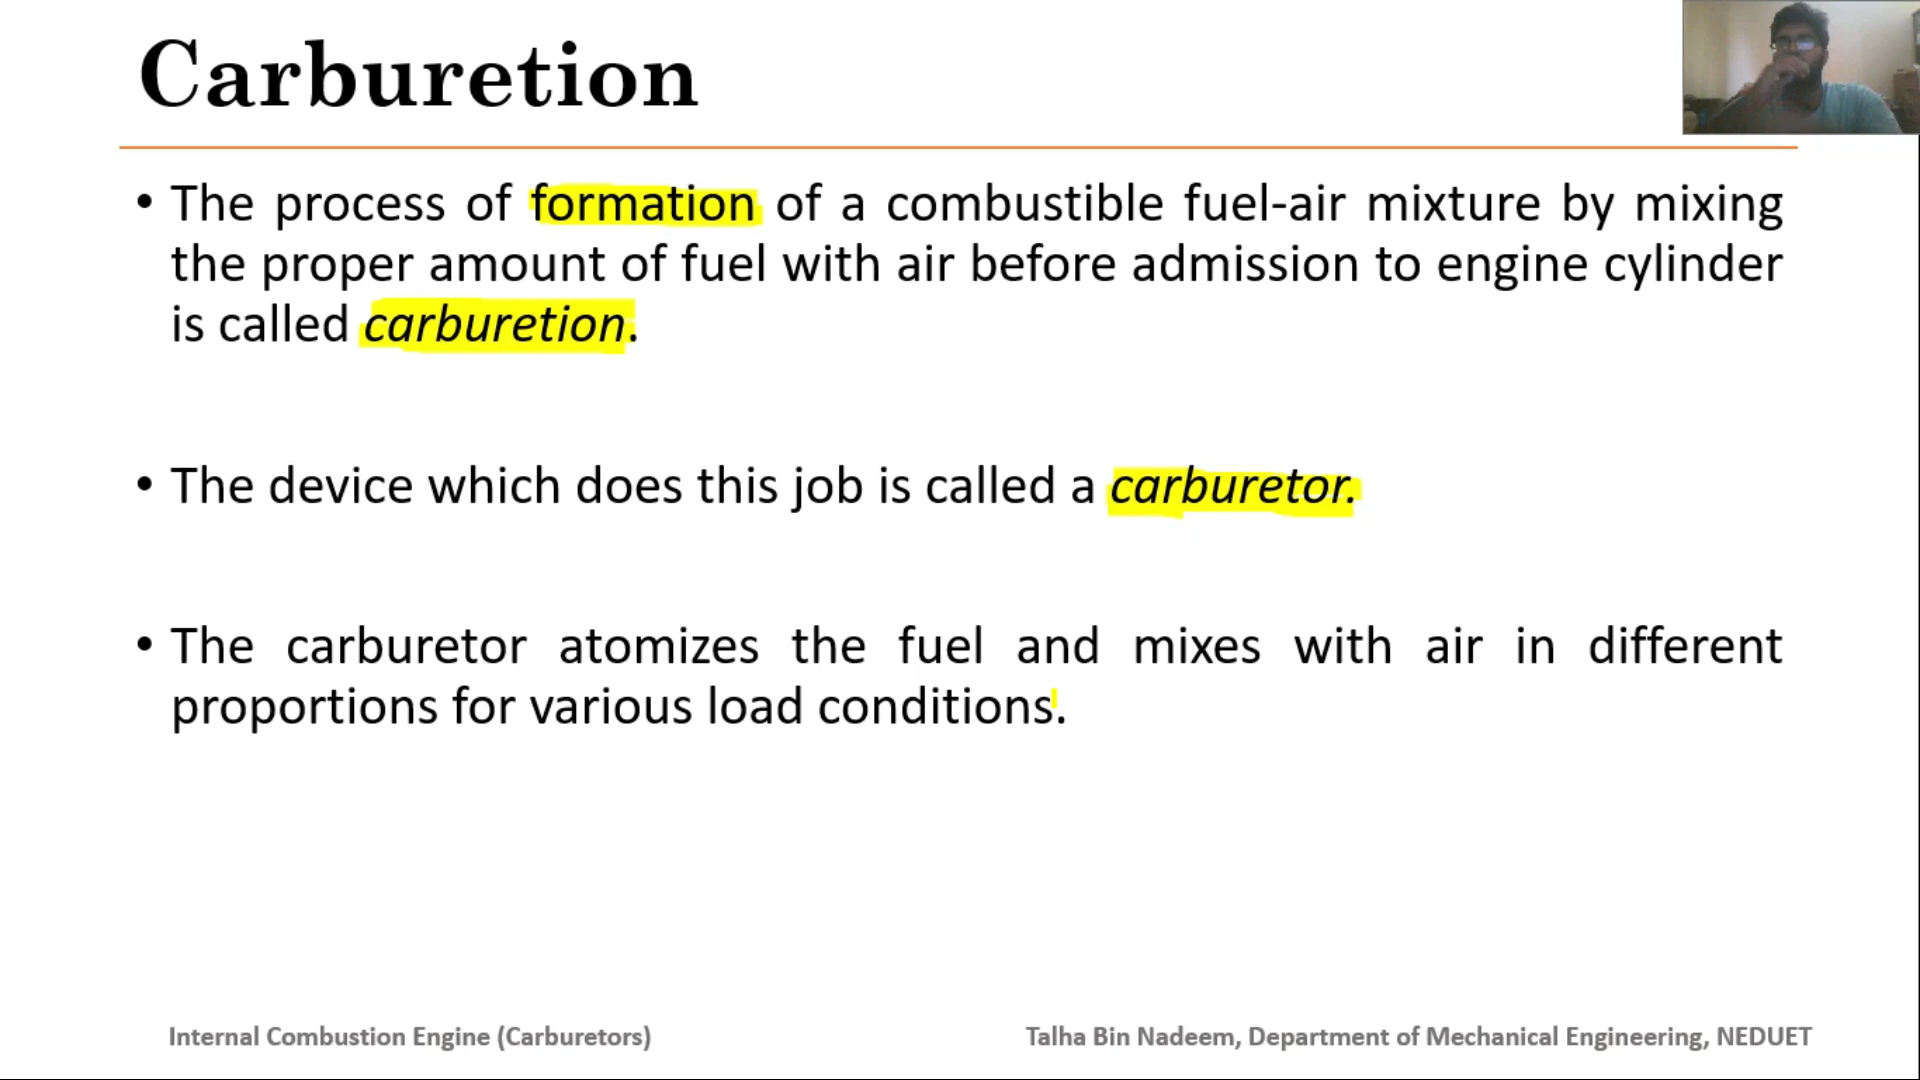 Carburetion
• The process of formation of a combustible fuel-air mixture by mixing
the proper amount of fuel with air before admission to engine cylinder
is called carburetion.
• The device which does this job is called a carburetor.
• The carburetor atomizes the fuel and mixes with air in different
proportions for various load conditions.
Internal Combustion Engine (Carburetors)
Talha Bin Nadeem, Department of Mechanical Engineering, NEDUET